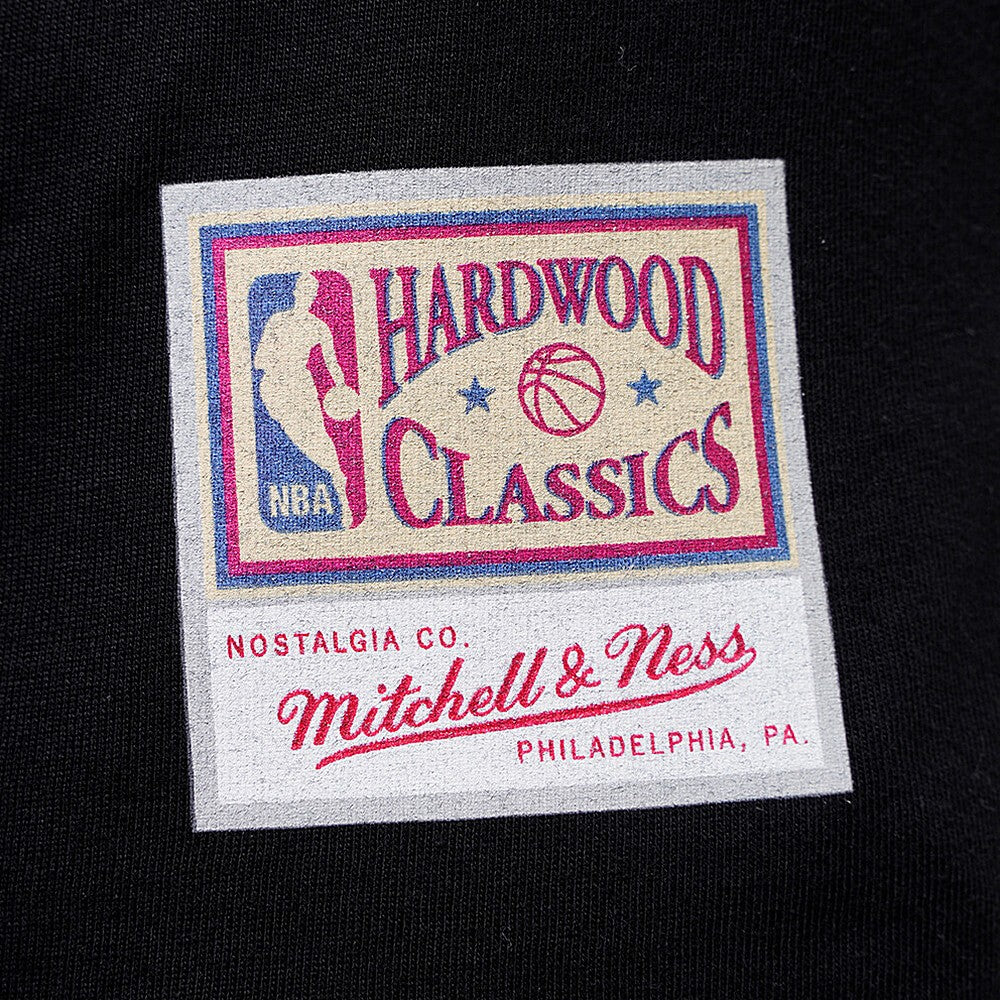 NBA
HARDWOOD
CLASSICS
NOSTALGIA CO.
Mitchell & Ness
PHILADELPHIA, PA.